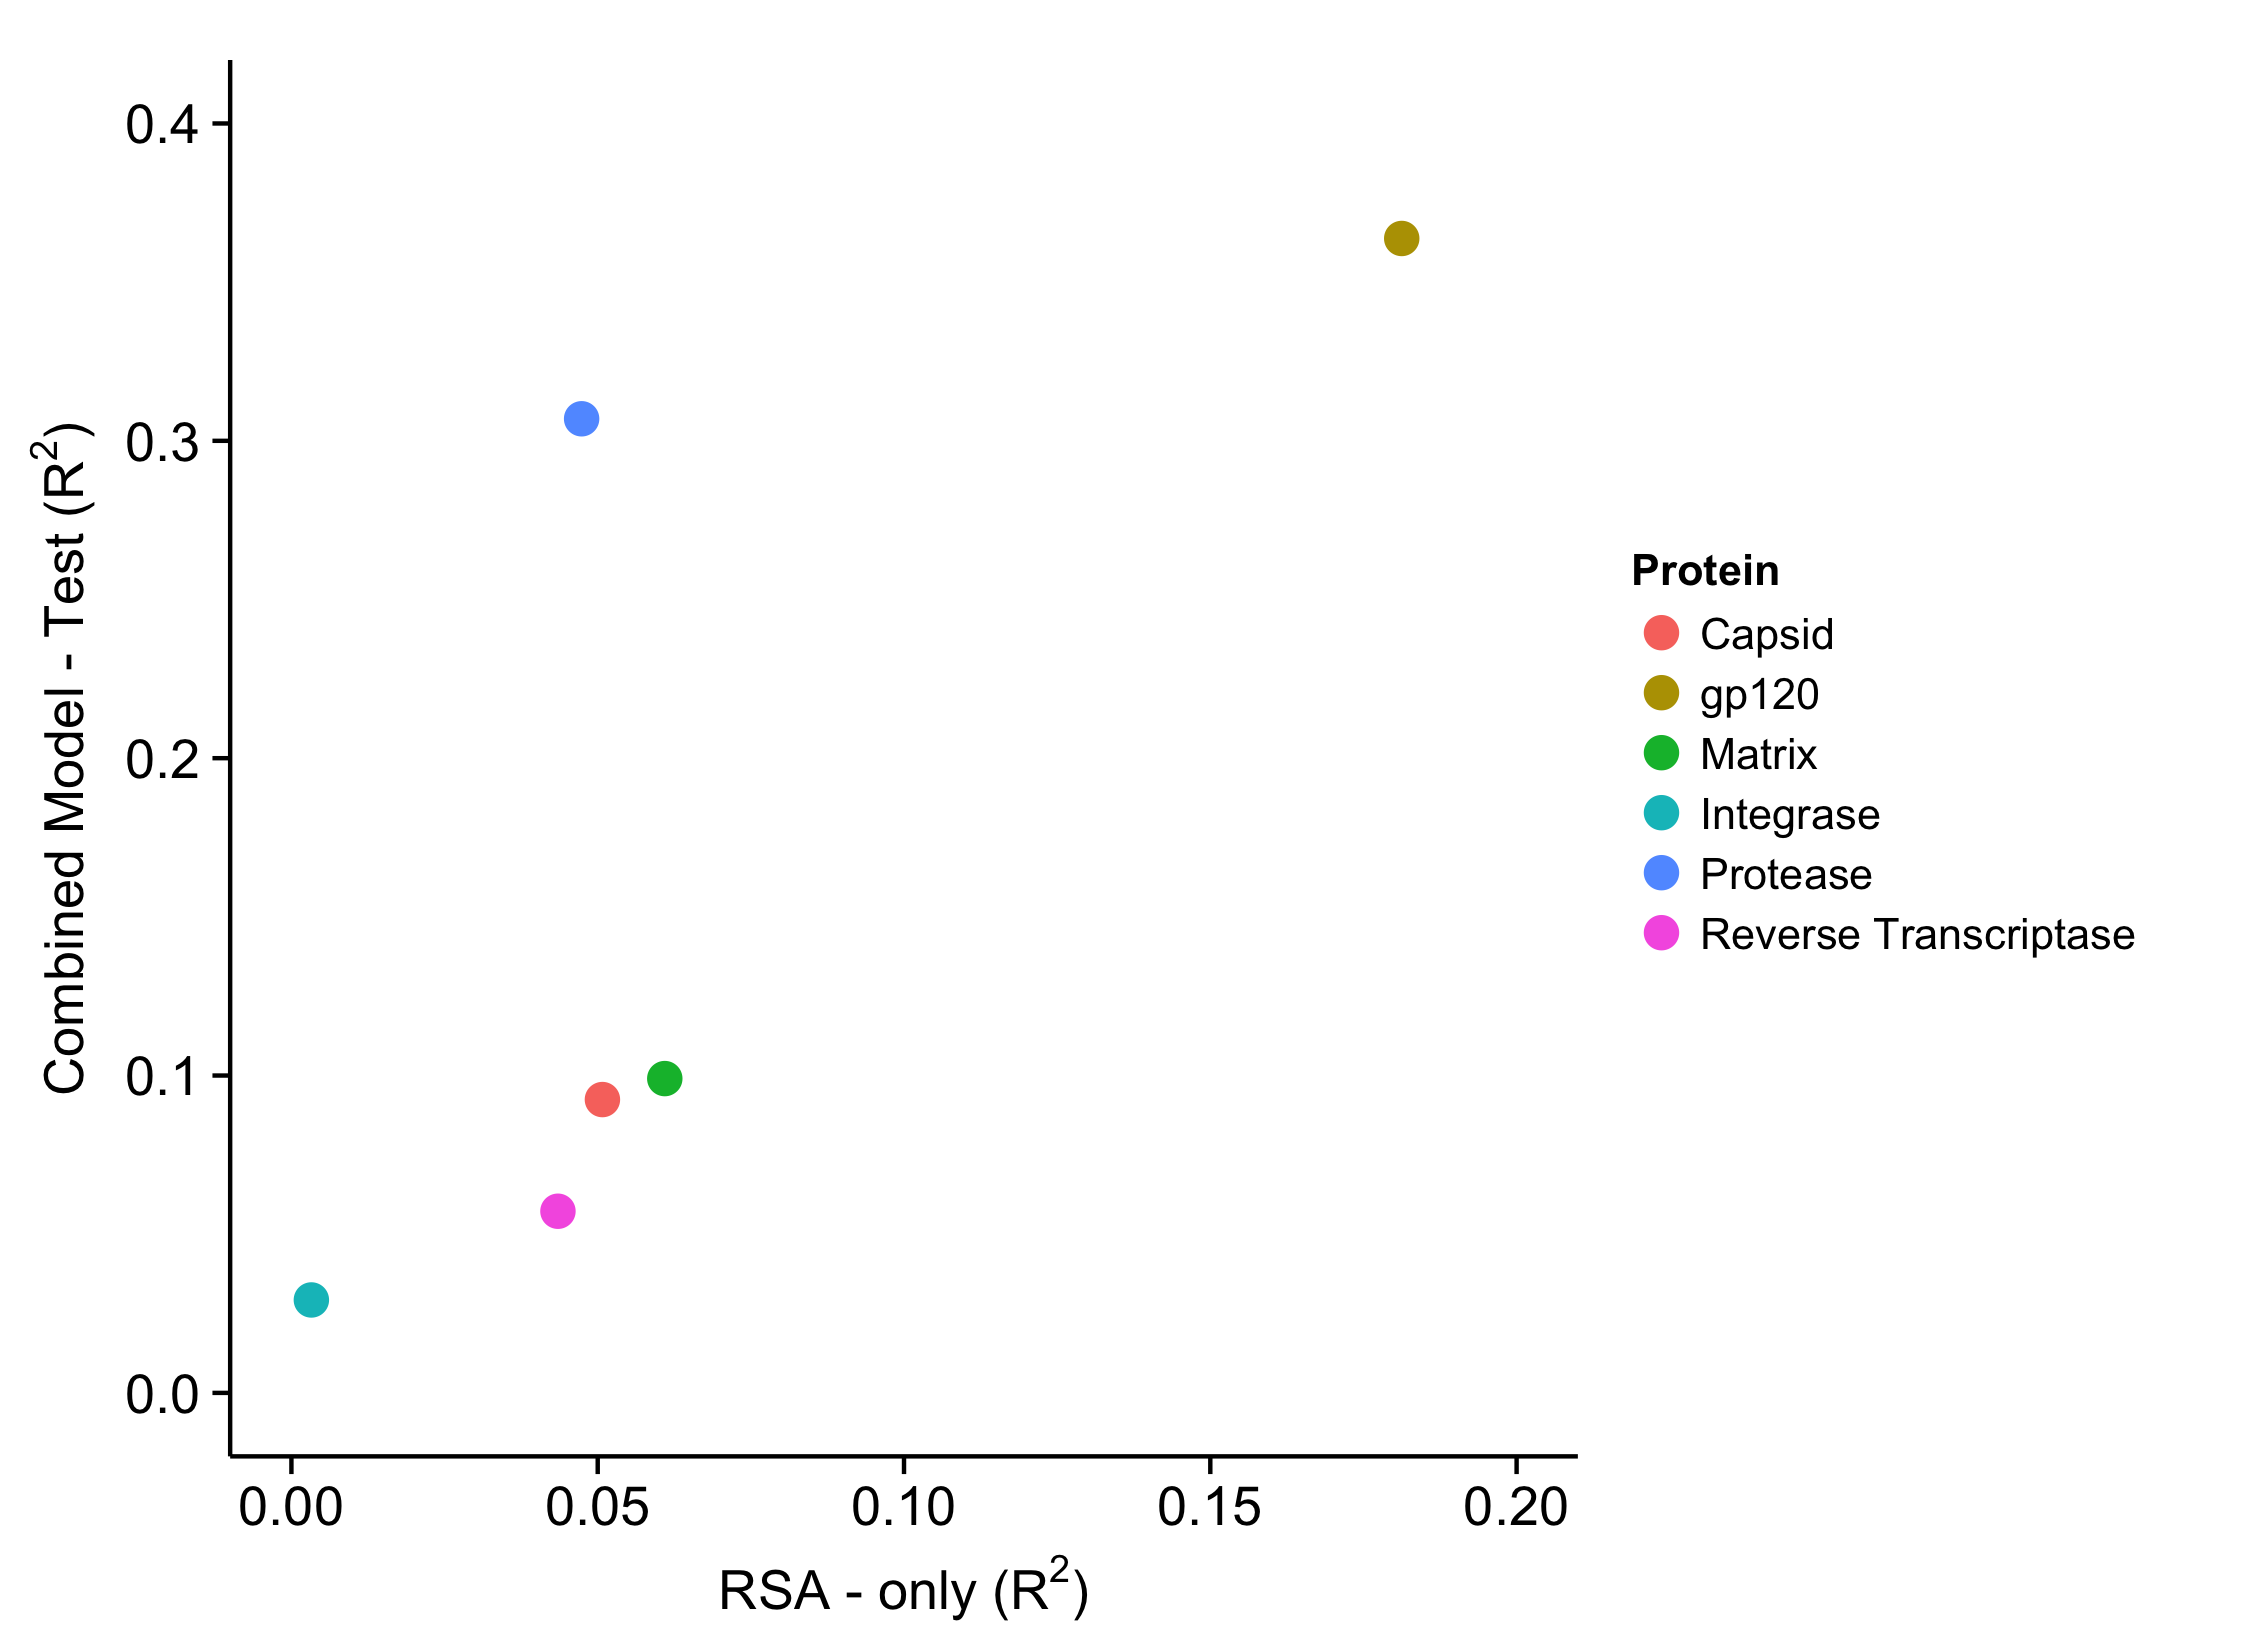 0.4
0.3
0.2
0.1
0.0
Combined Model - Test (R²)
0.00 0.05 0.10 0.15 0.20
RSA - only (R²)
Protein
Capsid
gp120
Matrix
Integrase
Protease
Reverse Transcriptase